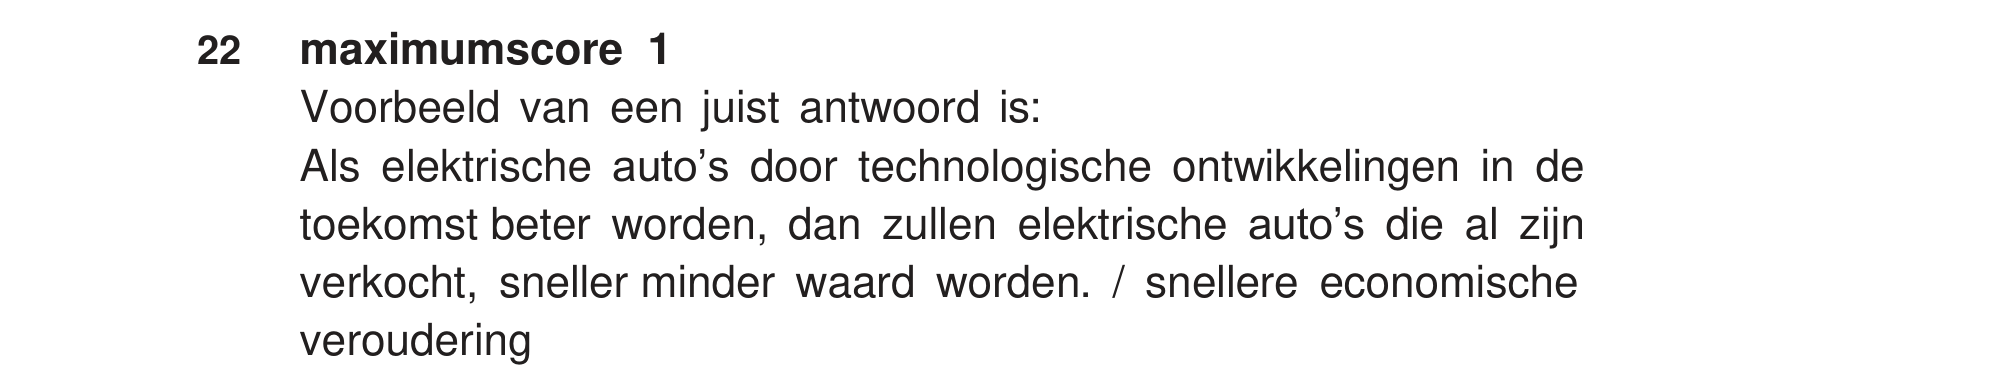 22 maximumscore 1
Voorbeeld van een juist antwoord is:
Als elektrische auto’s door technologische ontwikkelingen in de
toekomst beter worden, dan zullen elektrische auto’s die al zijn
verkocht, sneller minder waard worden. / snellere economische
veroudering